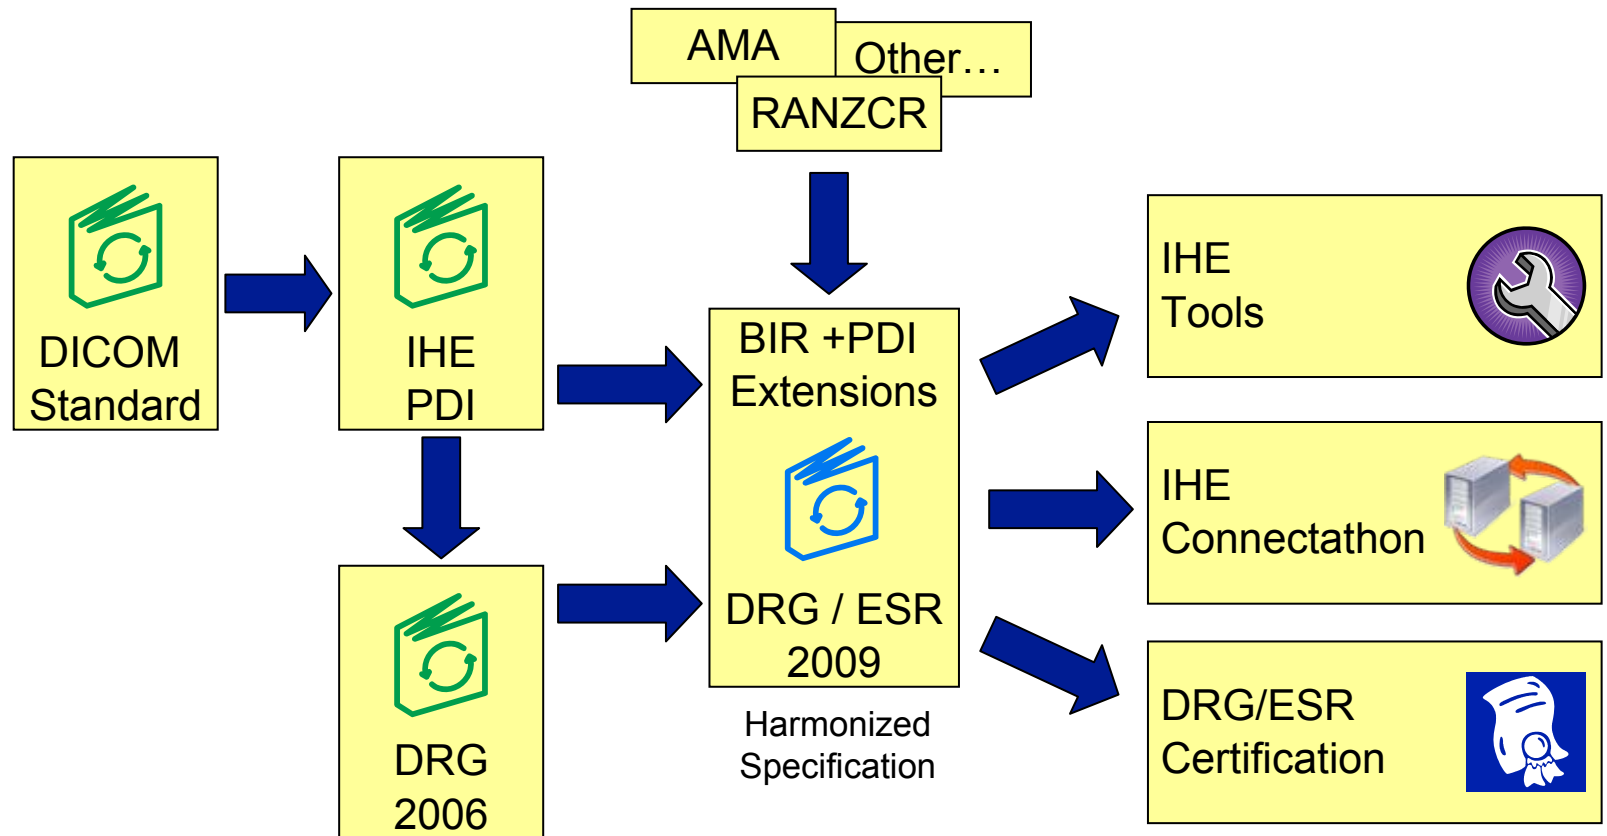 AMA
Other…
RANZCR
DICOM
Standard
IHE
PDI
DRG
2006
BIR +PDI
Extensions
DRG / ESR
2009
Harmonized
Specification
IHE
Tools
IHE
Connectathon
DRG/ESR
Certification